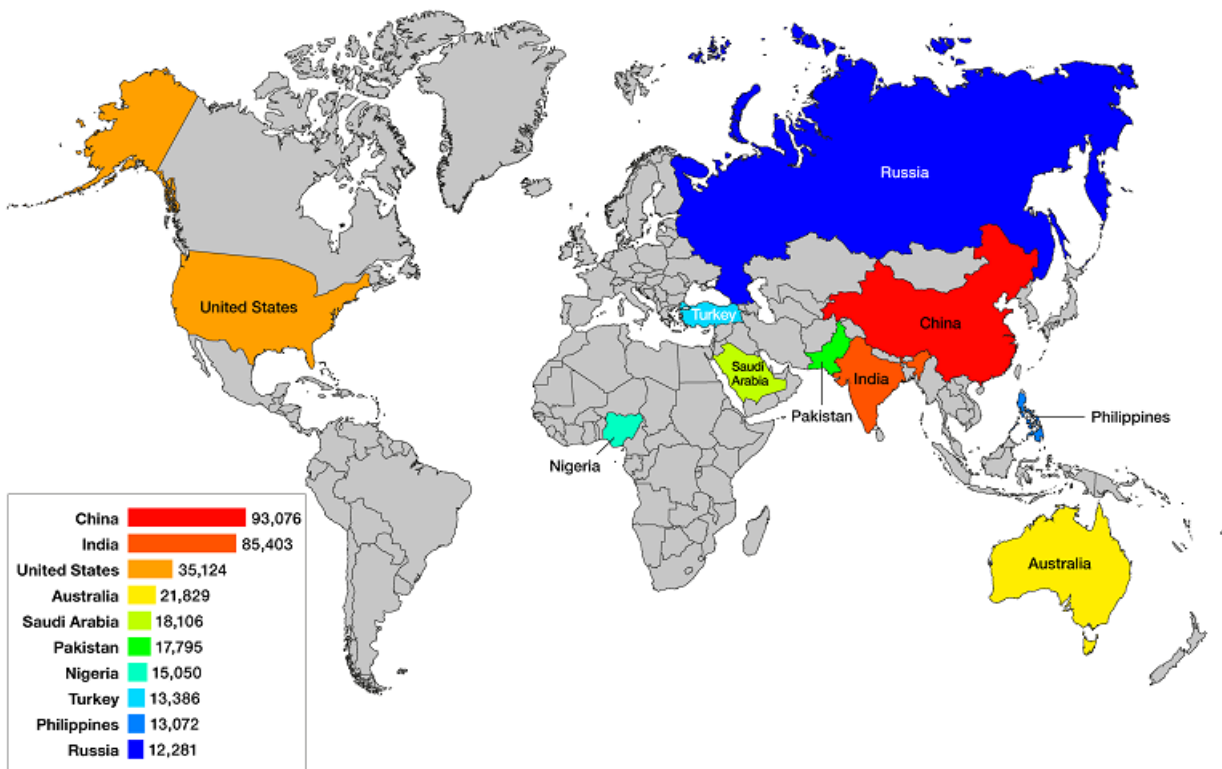 Russia
United States
China
Turkey
Saudi
Arabia
India
Pakistan
Philippines
Nigeria
Australia
China 93,076
India 85,403
United States 35,124
Australia 21,829
Saudi Arabia 18,106
Pakistan 17,795
Nigeria 15,050
Turkey 13,386
Philippines 13,072
Russia 12,281